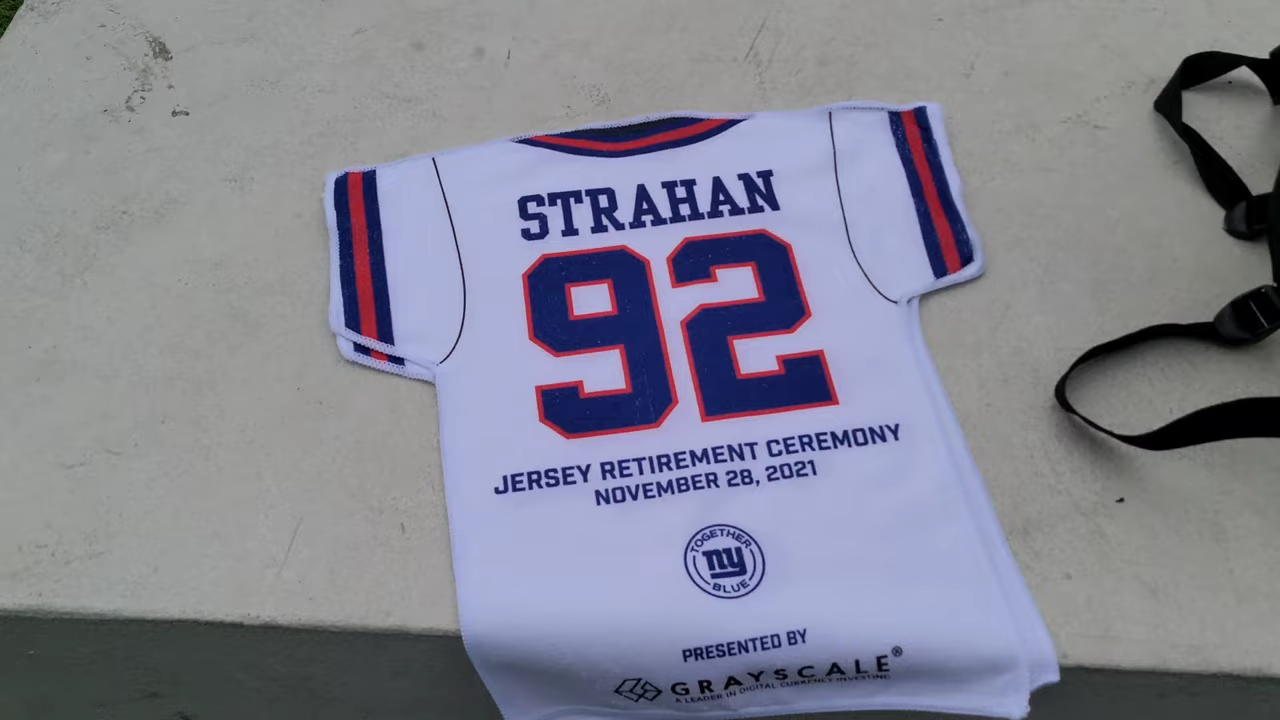 STRAHAN
92
JERSEY RETIREMENT CEREMONY
NOVEMBER 28, 2021
TOGETHER
ny
BLUE
PRESENTED BY
GRAYSCALE®
A LEADER IN DIGITAL CURRENCY INVESTING